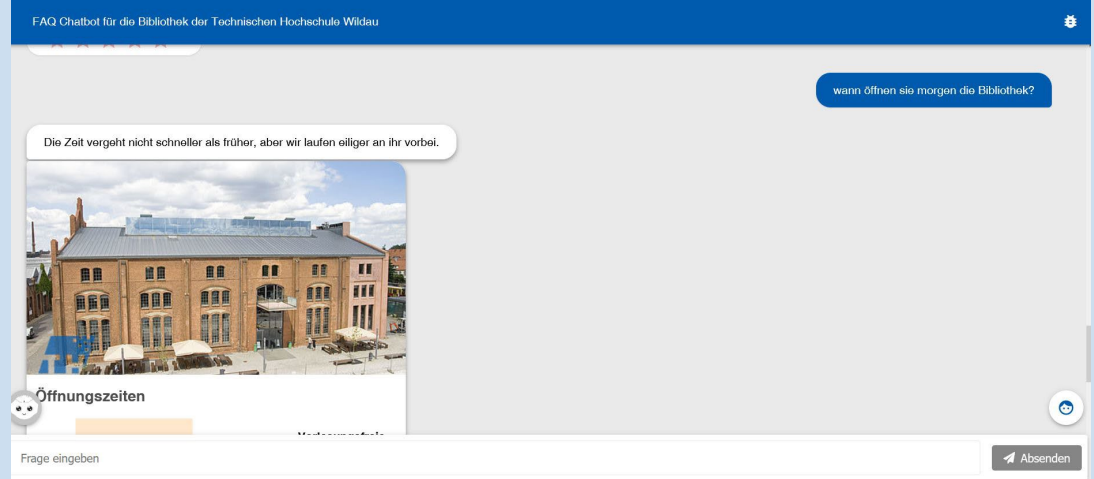 FAQ Chatbot für die Bibliothek der Technischen Hochschule Wildau
wann öffnen sie morgen die Bibliothek?
Die Zeit vergeht nicht schneller als früher, aber wir laufen eiliger an ihr vorbei.
Öffnungszeiten
Frage eingeben
Absenden